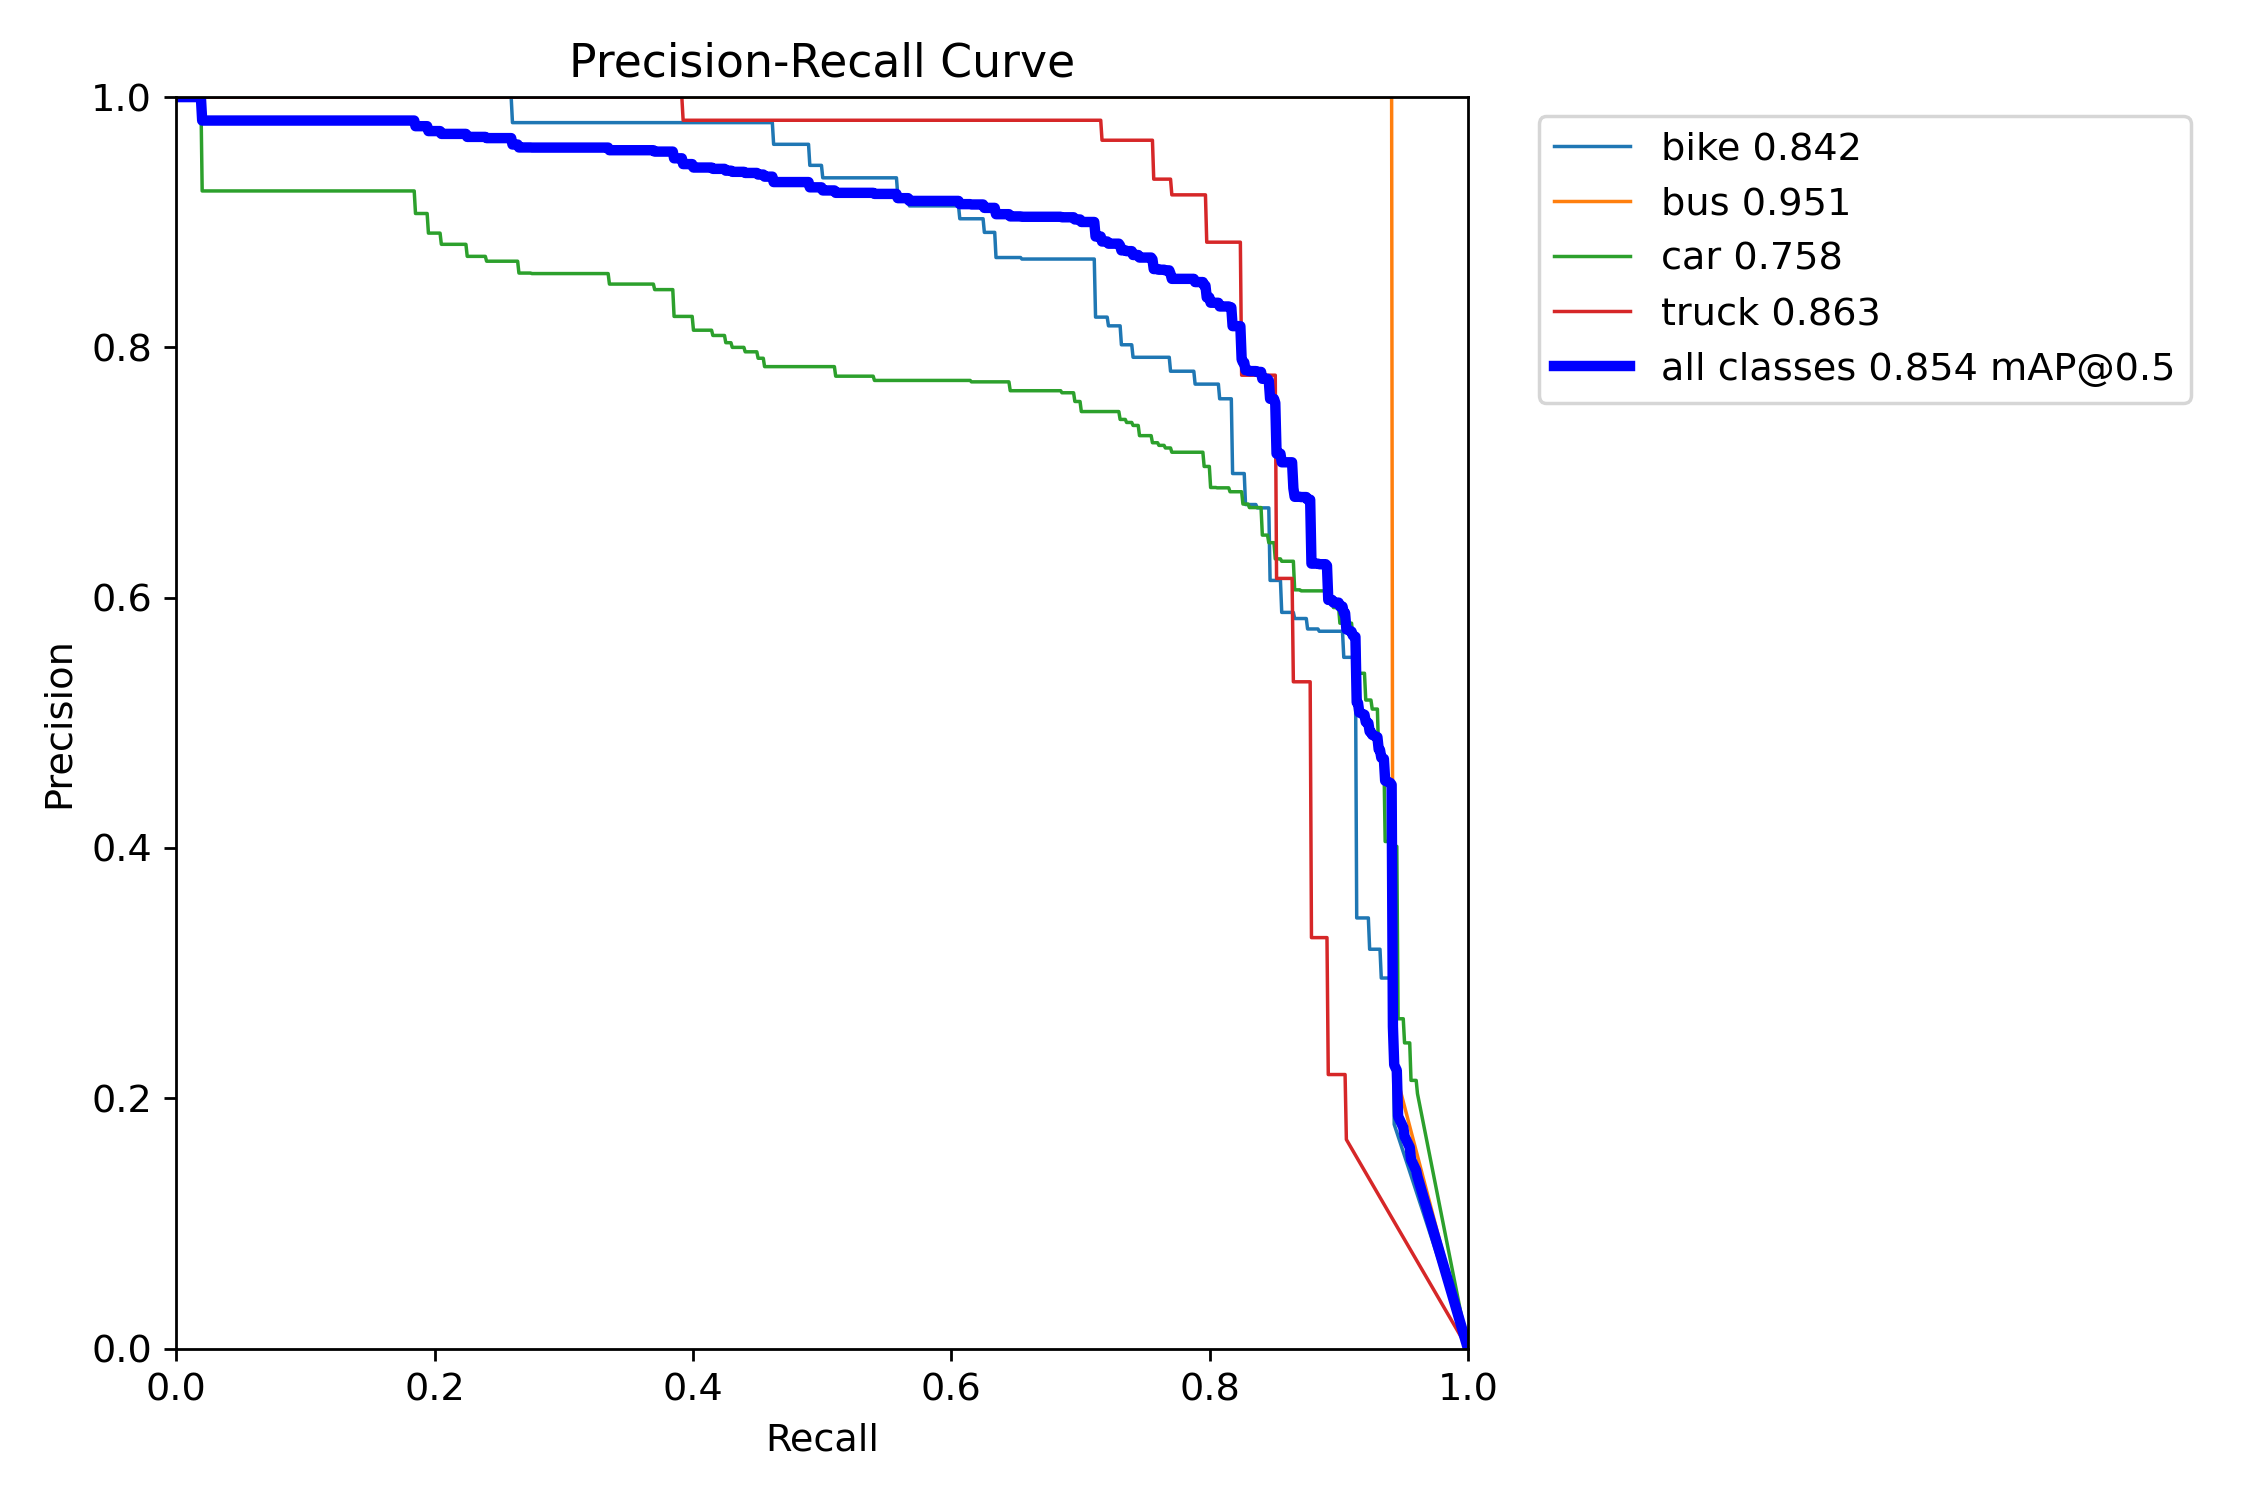 Precision-Recall Curve
1.0
0.8
0.6
0.4
0.2
0.0
Precision
0.0 0.2 0.4 0.6 0.8 1.0
Recall
bike 0.842
bus 0.951
car 0.758
truck 0.863
all classes 0.854 mAP@0.5